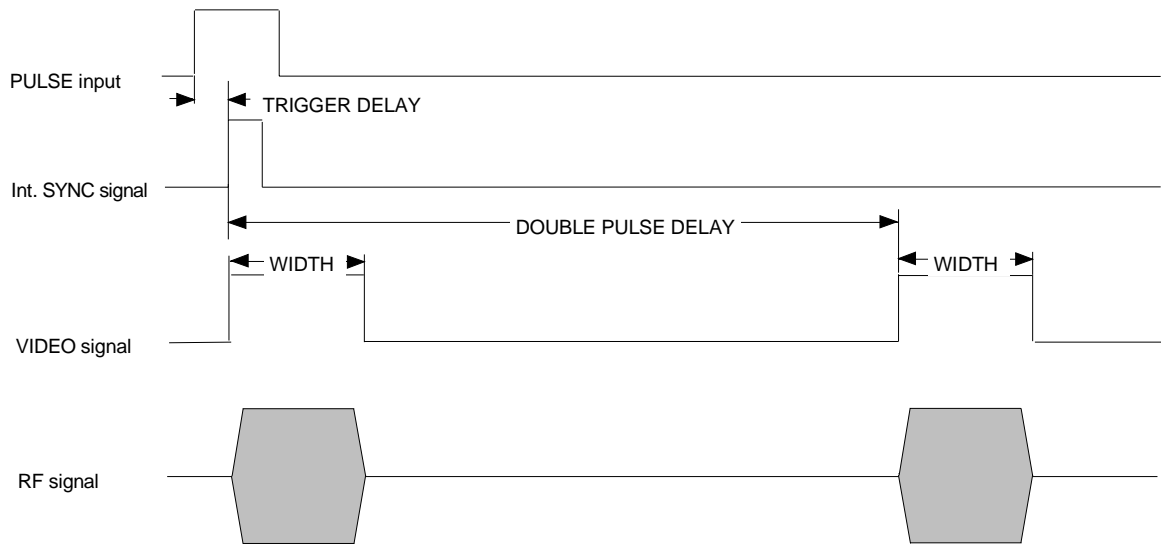 PULSE input
TRIGGER DELAY
Int. SYNC signal
DOUBLE PULSE DELAY
WIDTH
WIDTH
VIDEO signal
RF signal